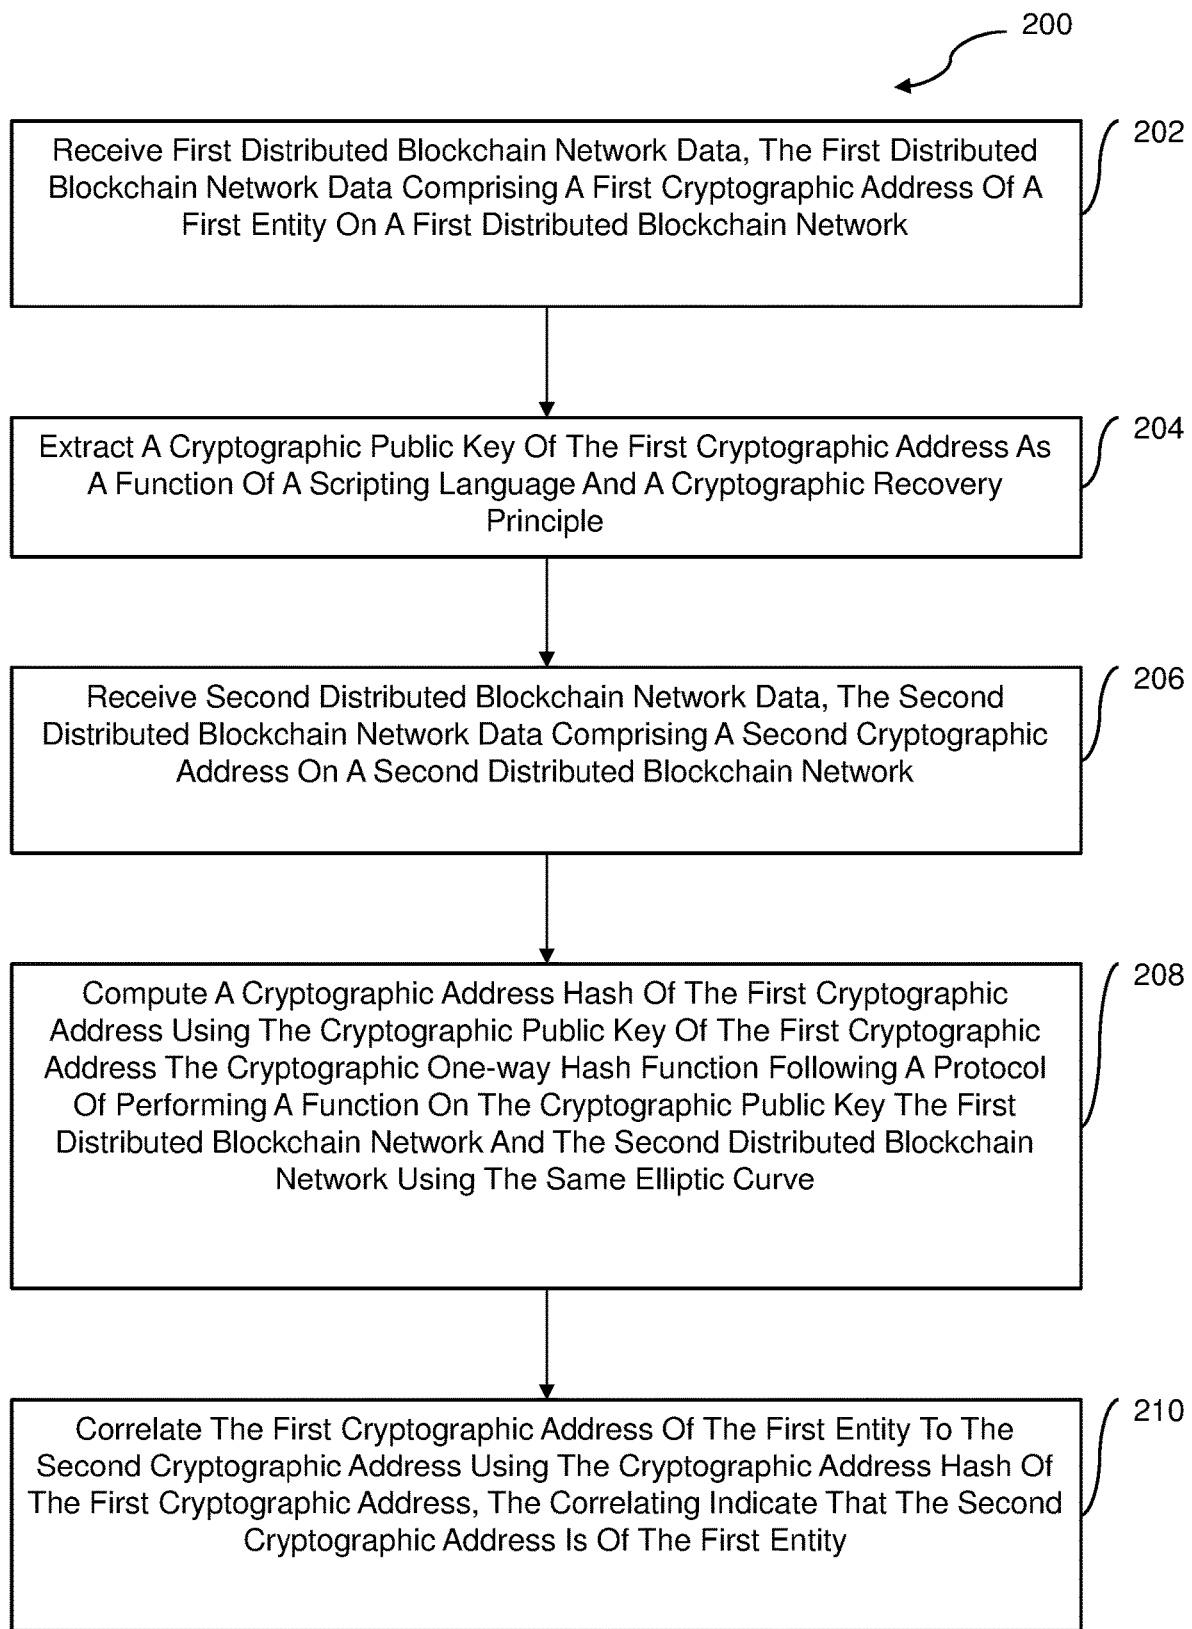 200
202
Receive First Distributed Blockchain Network Data, The First Distributed
Blockchain Network Data Comprising A First Cryptographic Address Of A
First Entity On A First Distributed Blockchain Network
204
Extract A Cryptographic Public Key Of The First Cryptographic Address As
A Function Of A Scripting Language And A Cryptographic Recovery
Principle
206
Receive Second Distributed Blockchain Network Data, The Second
Distributed Blockchain Network Data Comprising A Second Cryptographic
Address On A Second Distributed Blockchain Network
208
Compute A Cryptographic Address Hash Of The First Cryptographic
Address Using The Cryptographic Public Key Of The First Cryptographic
Address The Cryptographic One-way Hash Function Following A Protocol
Of Performing A Function On The Cryptographic Public Key The First
Distributed Blockchain Network And The Second Distributed Blockchain
Network Using The Same Elliptic Curve
210
Correlate The First Cryptographic Address Of The First Entity To The
Second Cryptographic Address Using The Cryptographic Address Hash Of
The First Cryptographic Address, The Correlating Indicate That The Second
Cryptographic Address Is Of The First Entity